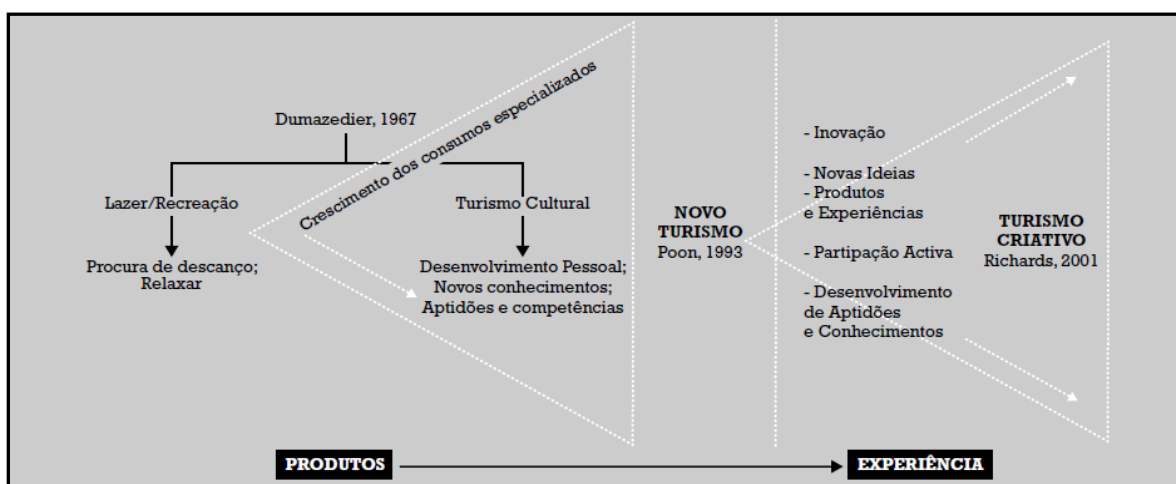 Dumazedier, 1967
Crescimento dos consumos especializados
Lazer/Recreação
Turismo Cultural
Procura de descanço;
Relaxar
Desenvolvimento Pessoal;
Novos conhecimentos;
Aptidões e competências
NOVO
TURISMO
Poon, 1993
- Inovação
- Novas Ideias
- Produtos
e Experiências
- Partipação Activa
- Desenvolvimento
de Aptidões
e Conhecimentos
TURISMO
CRIATIVO
Richards, 2001
PRODUTOS
EXPERIÊNCIA